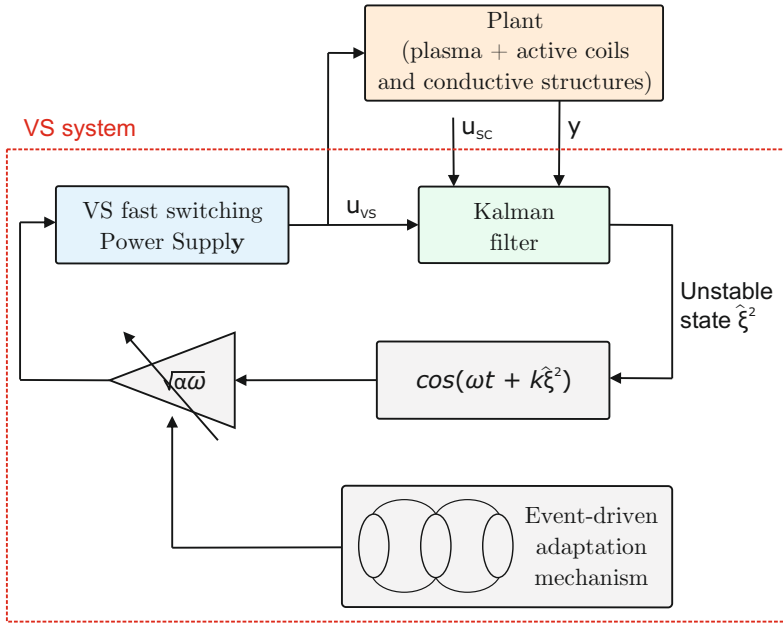 Plant
(plasma + active coils
and conductive structures)
VS system
u_sc
y
VS fast switching
Power Supply
u_vs
Kalman
filter
Unstable
state ξ̂²
√αω
cos(ωt + kξ̂²)
Event-driven
adaptation
mechanism